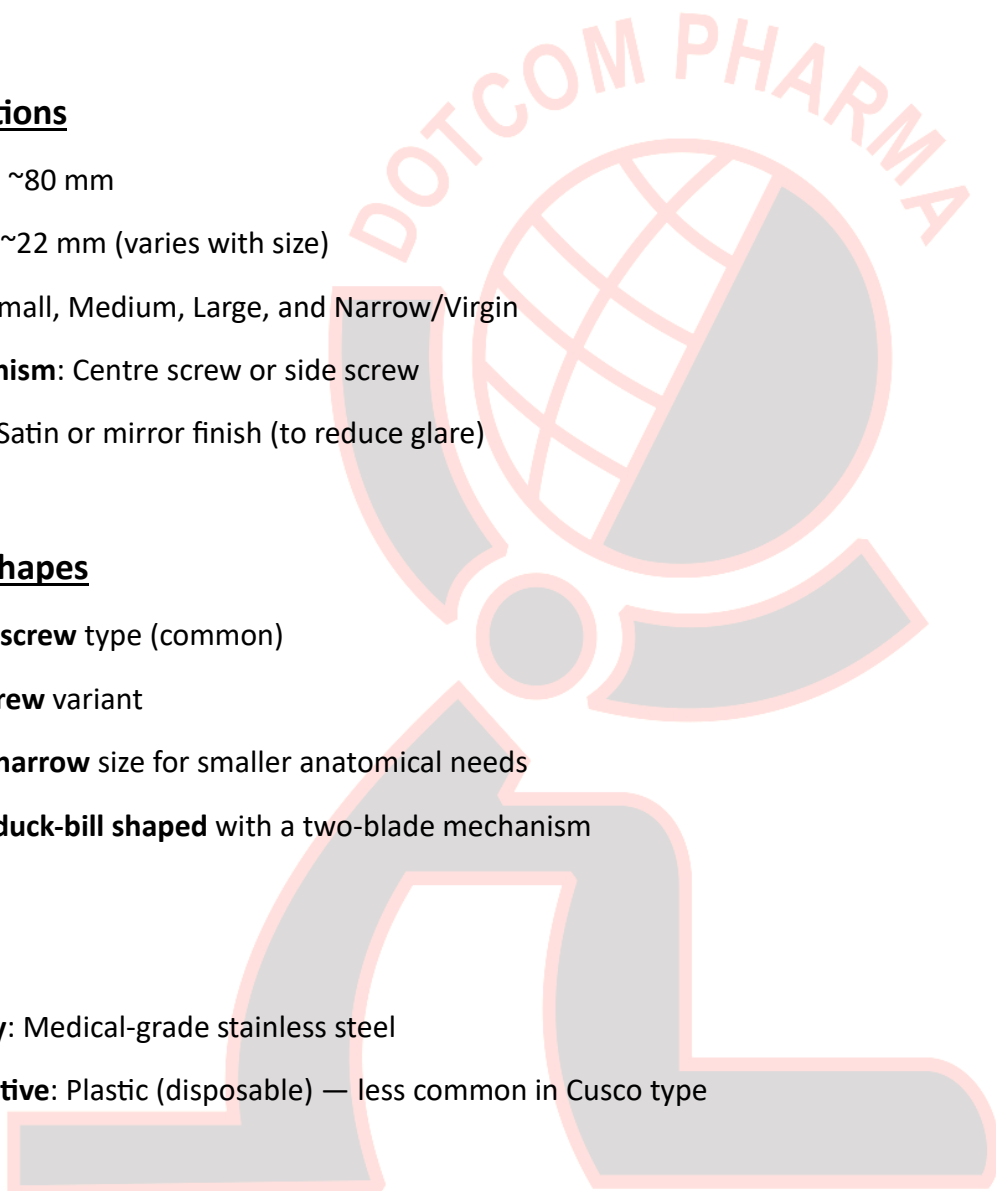 DOTCOM PHARMA
tions
~80 mm
~22 mm (varies with size)
mall, Medium, Large, and Narrow/Virgin
nism: Centre screw or side screw
Satin or mirror finish (to reduce glare)
hapes
screw type (common)
rew variant
narrow size for smaller anatomical needs
duck-bill shaped with a two-blade mechanism
y: Medical-grade stainless steel
tive: Plastic (disposable) — less common in Cusco type